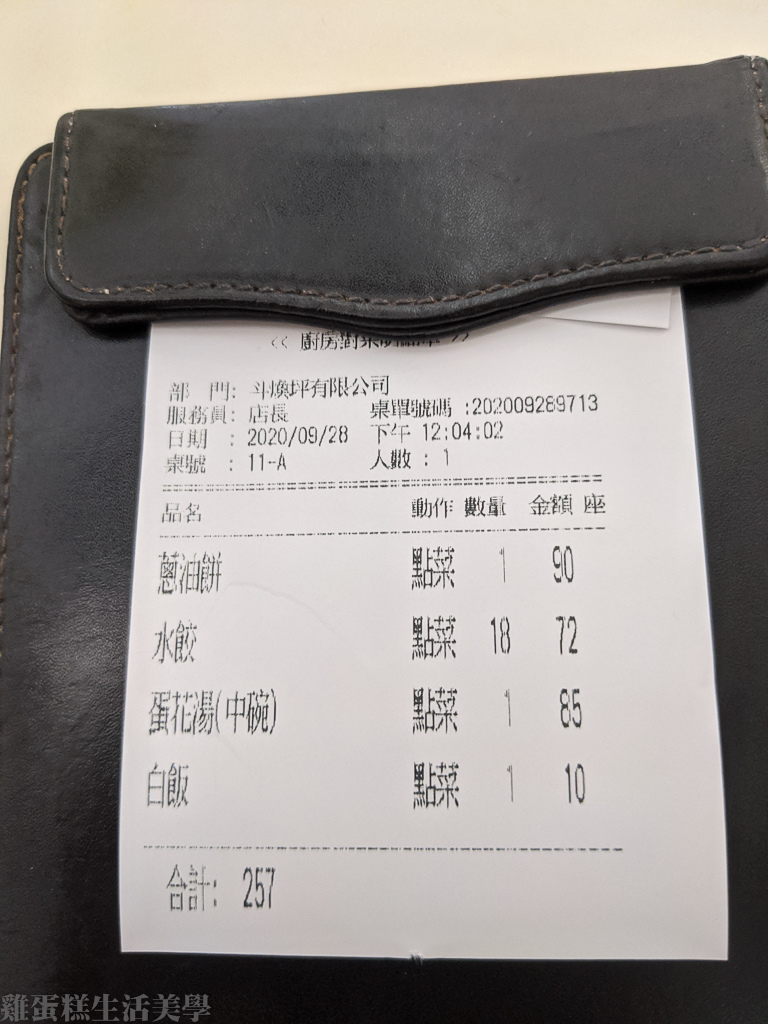 << 廚房對菜
部 門: 斗煥坪有限公司
服務員: 店長 桌單號碼 :202009289713
日期 : 2020/09/28 下午 12:04:02
桌號 : 11-A 人數 : 1
品名 動作 數量 金額 座
蔥油餅 點菜 1 90
水餃 點菜 18 72
蛋花湯(中碗) 點菜 1 85
白飯 點菜 1 10
合計: 257
雞蛋糕生活美學